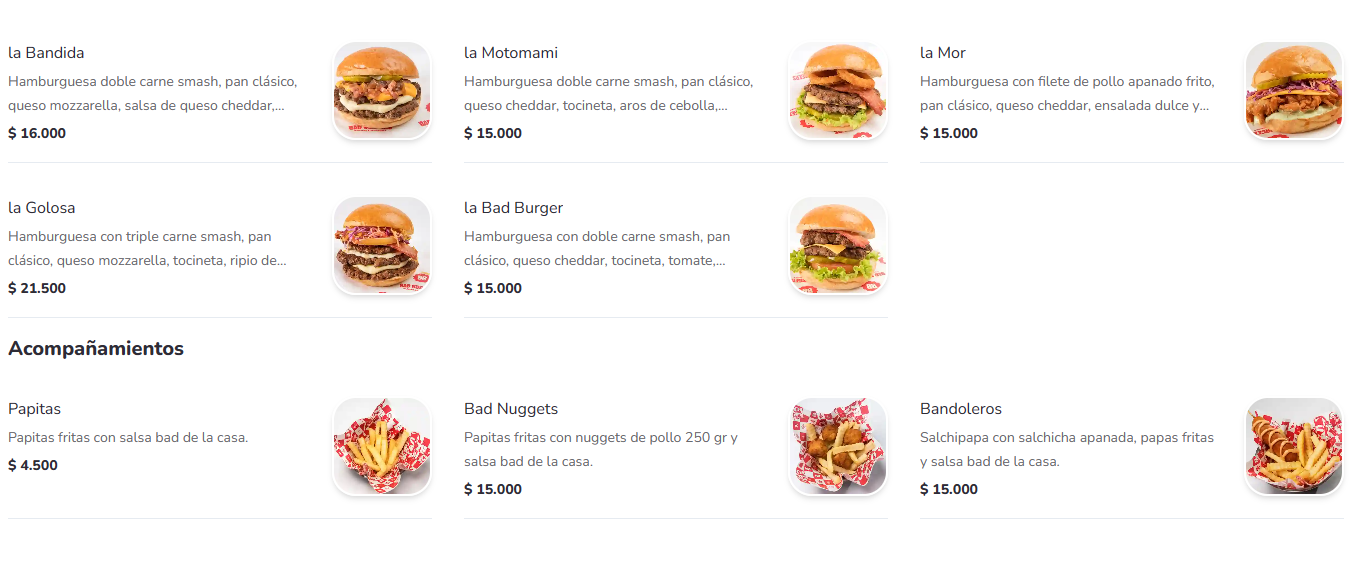 la Bandida
Hamburguesa doble carne smash, pan clásico,
queso mozzarella, salsa de queso cheddar,...
$ 16.000
la Motomami
Hamburguesa doble carne smash, pan clásico,
queso cheddar, tocineta, aros de cebolla,...
$ 15.000
la Mor
Hamburguesa con filete de pollo apanado frito,
pan clásico, queso cheddar, ensalada dulce y...
$ 15.000
la Golosa
Hamburguesa con triple carne smash, pan
clásico, queso mozzarella, tocineta, ripio de...
$ 21.500
la Bad Burger
Hamburguesa con doble carne smash, pan
clásico, queso cheddar, tocineta, tomate,...
$ 15.000
Acompañamientos
Papitas
Papitas fritas con salsa bad de la casa.
$ 4.500
Bad Nuggets
Papitas fritas con nuggets de pollo 250 gr y
salsa bad de la casa.
$ 15.000
Bandoleros
Salchipapa con salchicha apanada, papas fritas
y salsa bad de la casa.
$ 15.000